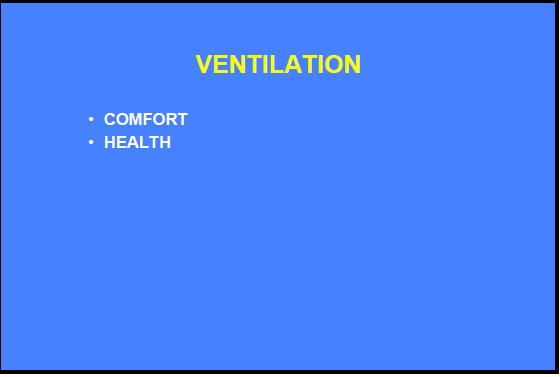 VENTILATION
• COMFORT
• HEALTH